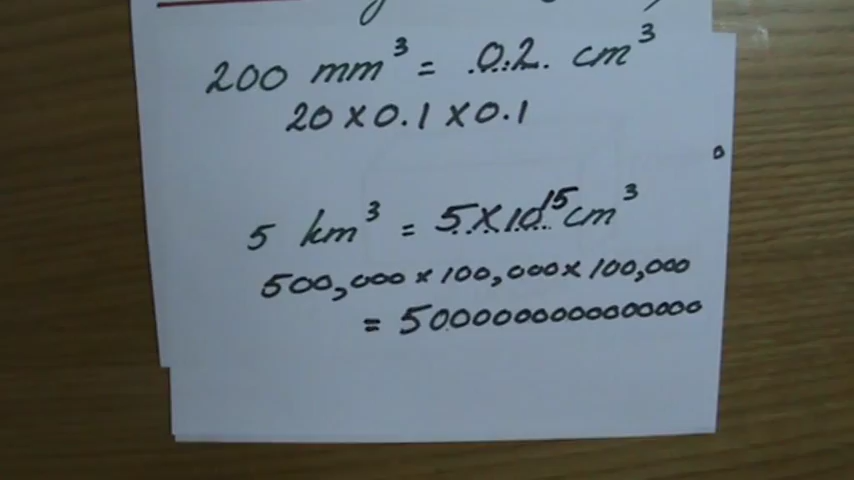 200 mm³ = .0.2. cm³
20 × 0.1 × 0.1
5 km³ = 5×10¹⁵ cm³
500,000 × 100,000 × 100,000
= 5000000000000000